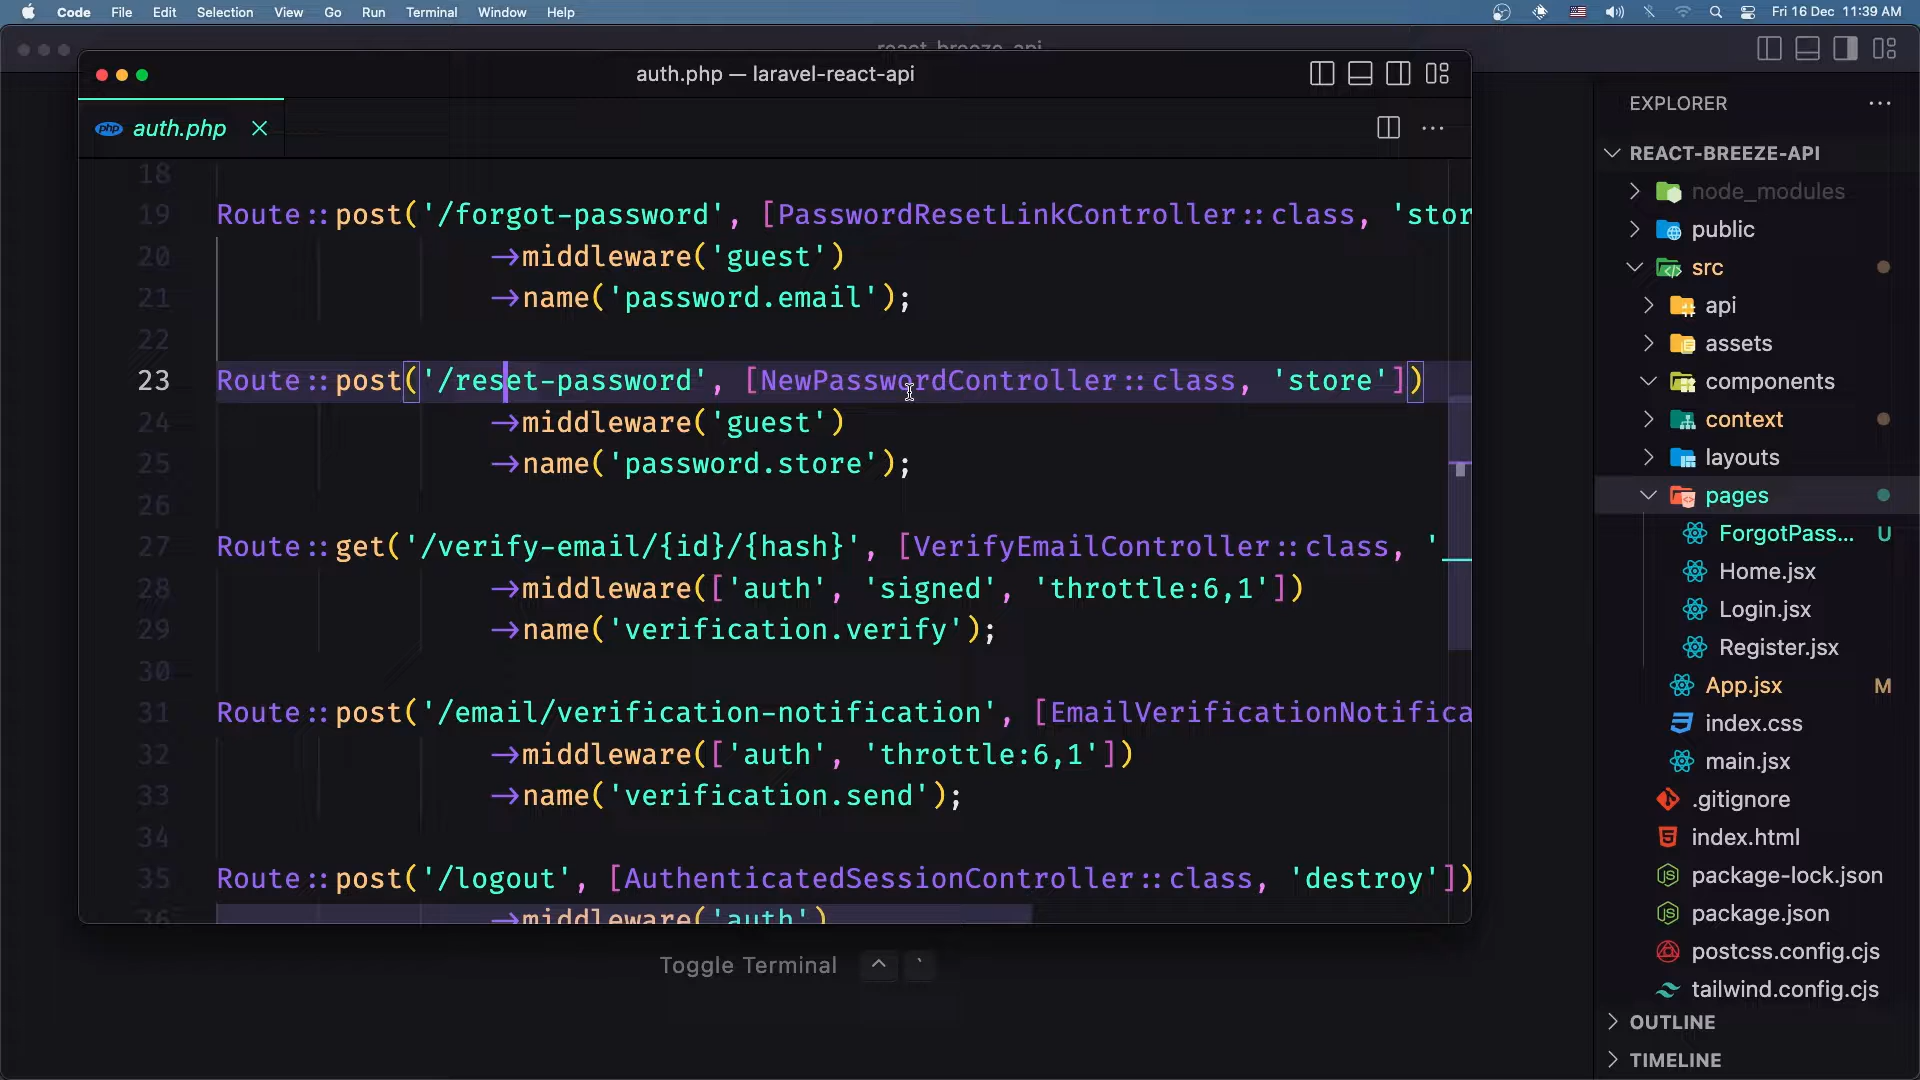 Code File Edit Selection View Go Run Terminal Window Help Fri 16 Dec 11:39 AM
auth.php — laravel-react-api
php auth.php
18
19 Route::post('/forgot-password', [PasswordResetLinkController::class, 'stor
20 ->middleware('guest')
21 ->name('password.email');
22
23 Route::post('/reset-password', [NewPasswordController::class, 'store'])
24 ->middleware('guest')
25 ->name('password.store');
26
27 Route::get('/verify-email/{id}/{hash}', [VerifyEmailController::class, '__
28 ->middleware(['auth', 'signed', 'throttle:6,1'])
29 ->name('verification.verify');
30
31 Route::post('/email/verification-notification', [EmailVerificationNotifica
32 ->middleware(['auth', 'throttle:6,1'])
33 ->name('verification.send');
34
35 Route::post('/logout', [AuthenticatedSessionController::class, 'destroy'])
36 ->middleware('auth')
Toggle Terminal ^ `
EXPLORER
REACT-BREEZE-API
node_modules
public
src
api
assets
components
context
layouts
pages
ForgotPass... U
Home.jsx
Login.jsx
Register.jsx
App.jsx M
index.css
main.jsx
.gitignore
index.html
package-lock.json
package.json
postcss.config.cjs
tailwind.config.cjs
OUTLINE
TIMELINE